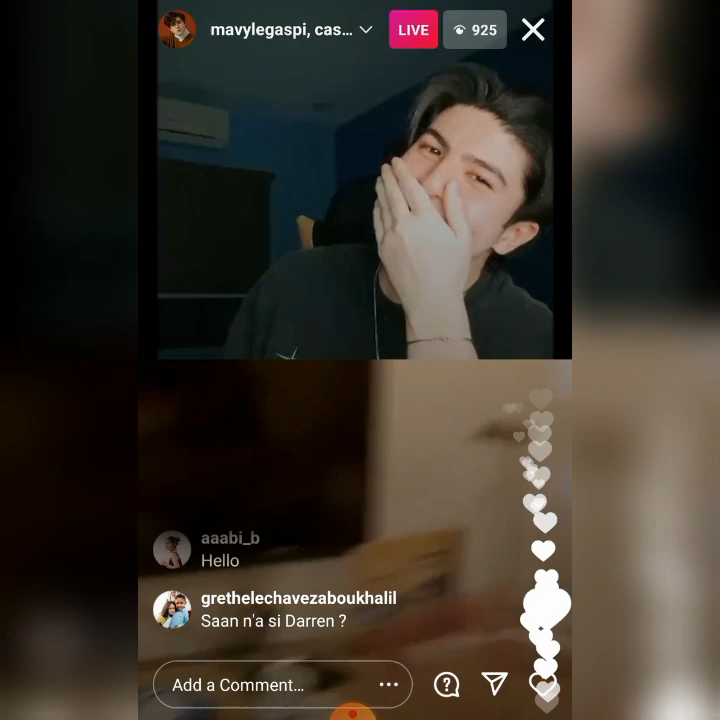 mavylegaspi, cas...
LIVE
925
aaabi_b
Hello
grethelechavezaboukhalil
Saan n'a si Darren ?
Add a Comment...